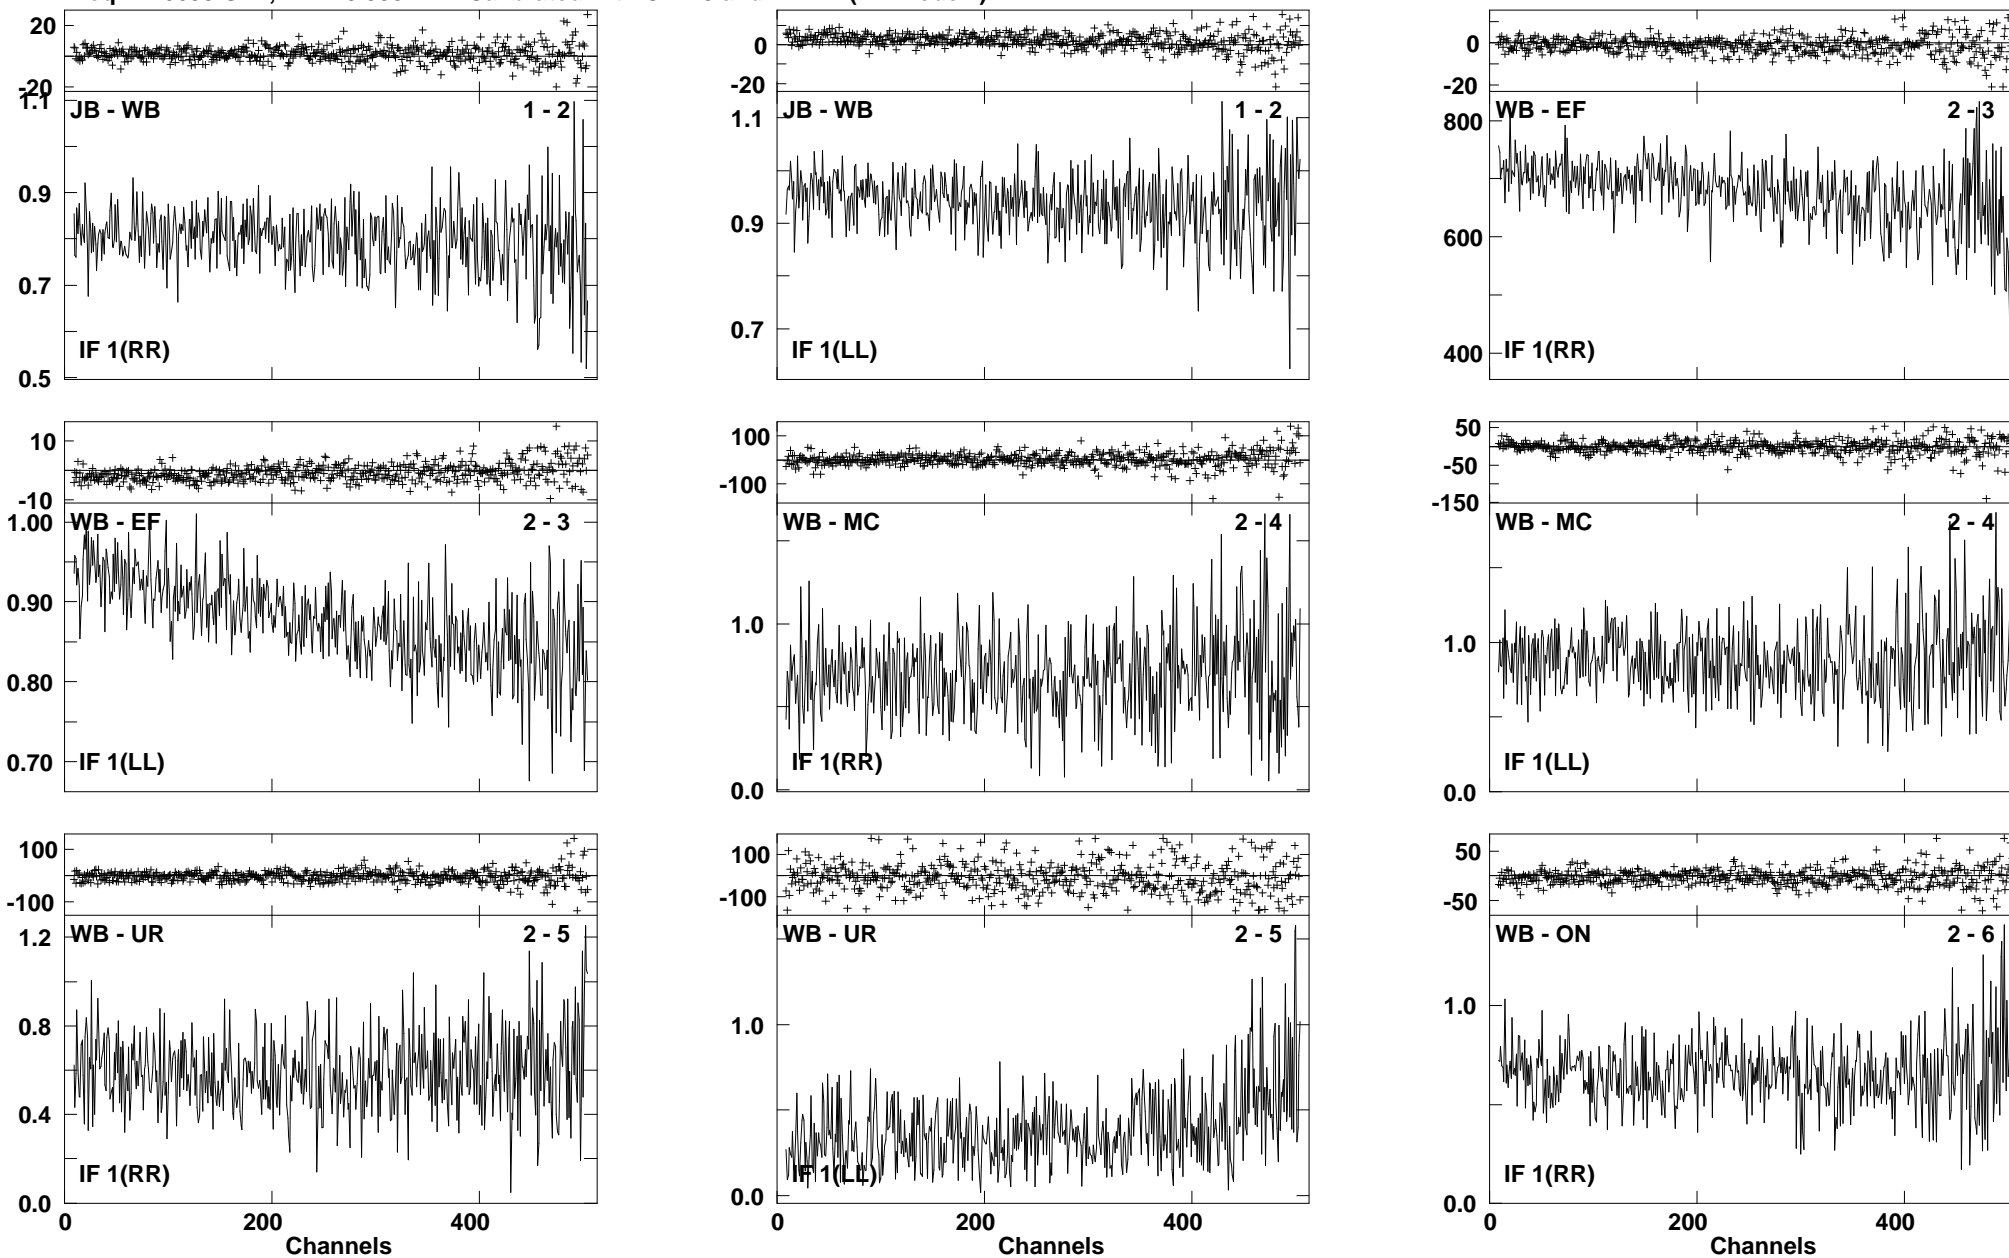 20
-20
1.1
0.9
0.7
0.5
JB - WB 1 - 2
IF 1(RR)
0
-20
1.1
0.9
0.7
JB - WB 1 - 2
IF 1(LL)
0
-20
800
600
400
WB - EF 2 - 3
IF 1(RR)
10
-10
1.00
0.90
0.80
0.70
WB - EF 2 - 3
IF 1(LL)
100
-100
1.0
0.0
WB - MC 2 - 4
IF 1(RR)
50
-50
-150
1.0
0.0
WB - MC 2 - 4
IF 1(LL)
100
-100
1.2
0.8
0.4
0.0
WB - UR 2 - 5
IF 1(RR)
0 200 400
Channels
100
-100
1.0
0.0
WB - UR 2 - 5
IF 1(LL)
0 200 400
Channels
50
-50
1.0
0.0
WB - ON 2 - 6
IF 1(RR)
0 200 400
Channels